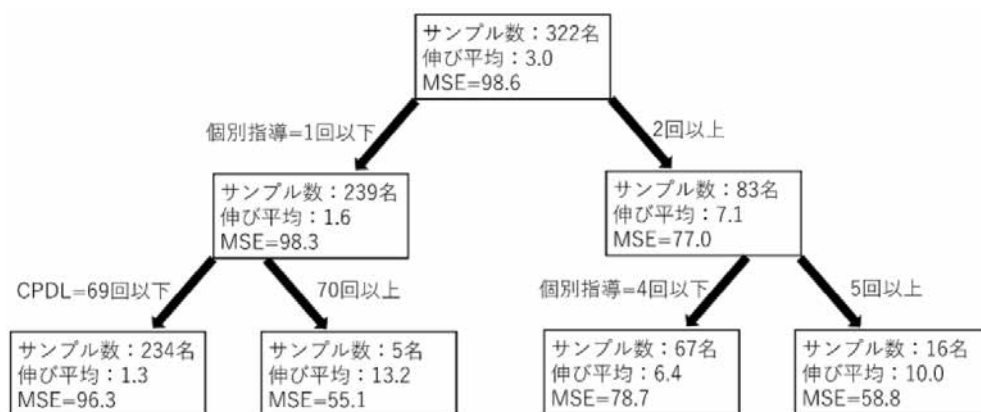 サンプル数：322名
伸び平均：3.0
MSE=98.6
個別指導=1回以下
2回以上
サンプル数：239名
伸び平均：1.6
MSE=98.3
サンプル数：83名
伸び平均：7.1
MSE=77.0
CPDL=69回以下
70回以上
個別指導=4回以下
5回以上
サンプル数：234名
伸び平均：1.3
MSE=96.3
サンプル数：5名
伸び平均：13.2
MSE=55.1
サンプル数：67名
伸び平均：6.4
MSE=78.7
サンプル数：16名
伸び平均：10.0
MSE=58.8